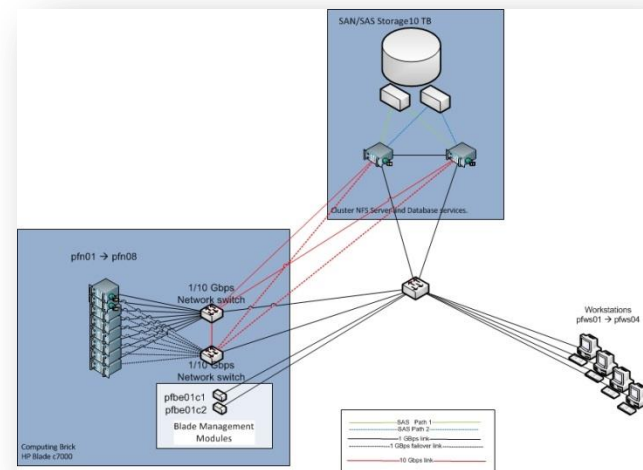 SAN/SAS Storage10 TB
Cluster NFS Server and Database services.
pfn01 → pfn08
1/10 Gbps
Network switch
1/10 Gbps
Network switch
pfbe01c1
pfbe01c2
Blade Management
Modules
Computing Brick
HP Blade c7000
Workstations
pfws01 → pfws04
SAS Path 1
SAS Path 2
1 GBps link
1 GBps failover link
10 Gbps link